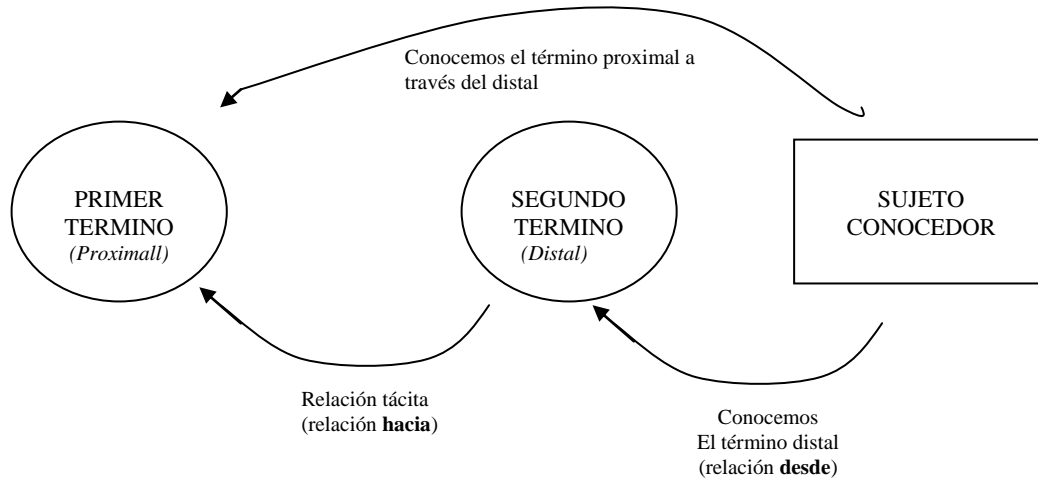 Conocemos el término proximal a
través del distal
PRIMER
TERMINO
(Proximall)
SEGUNDO
TERMINO
(Distal)
SUJETO
CONOCEDOR
Relación tácita
(relación hacia)
Conocemos
El término distal
(relación desde)